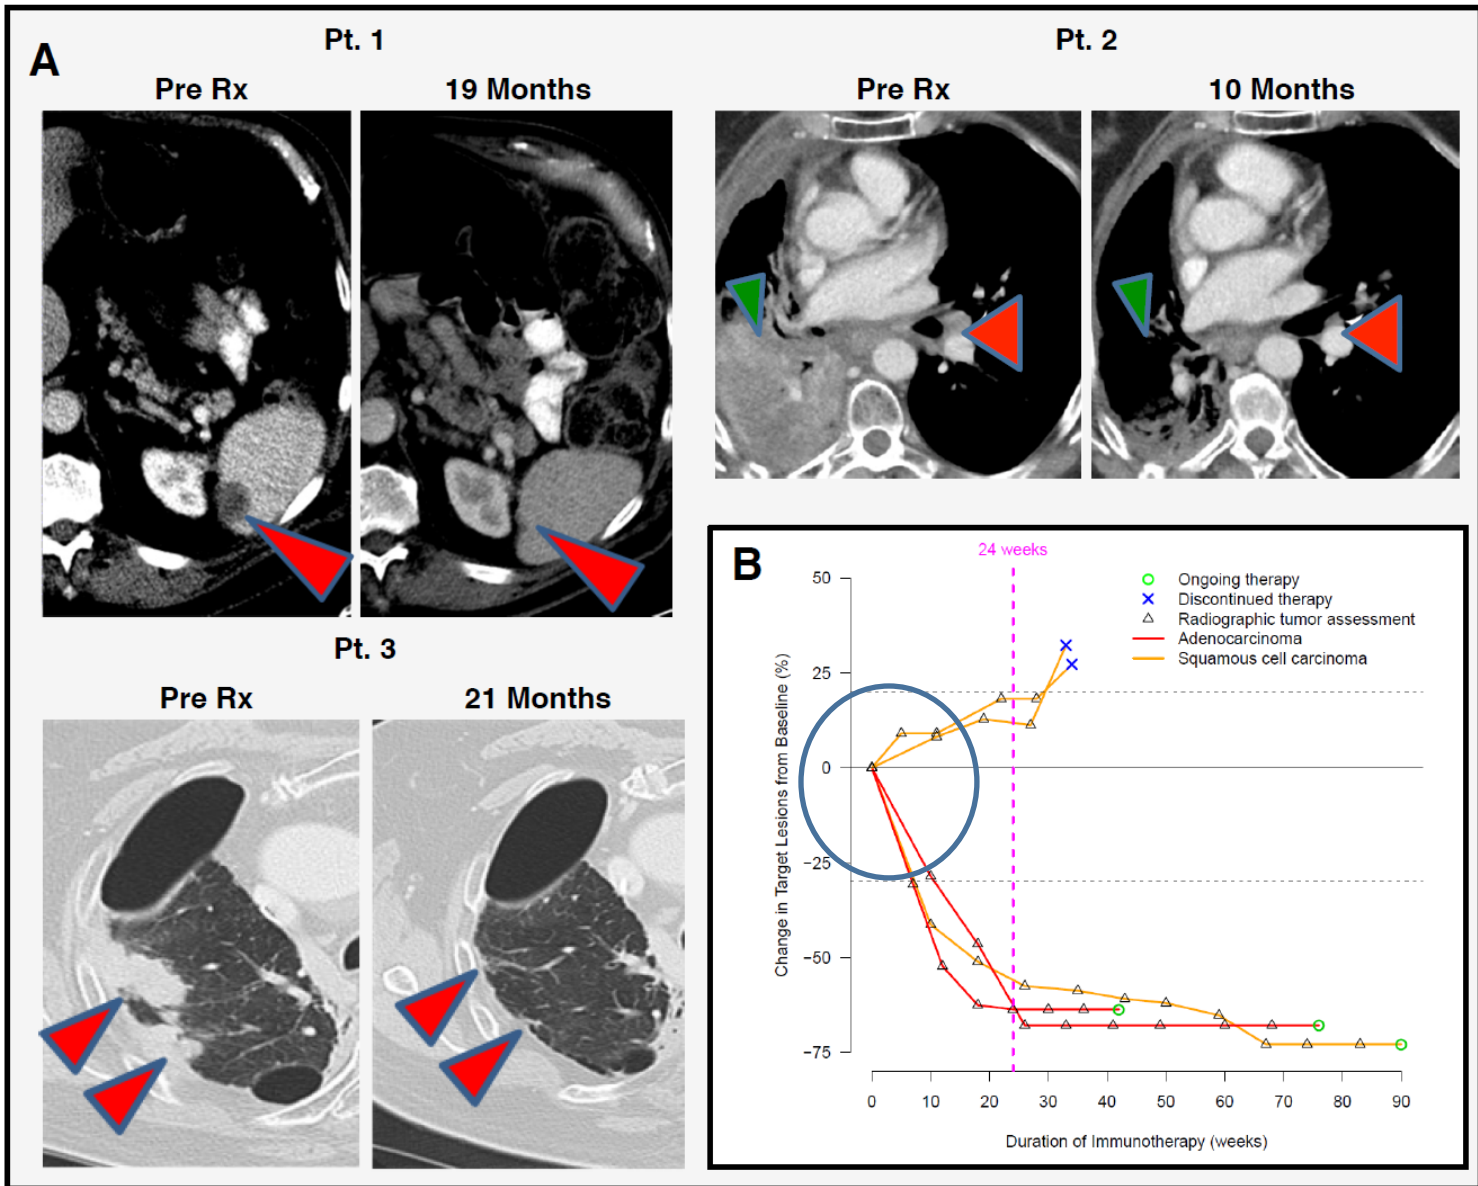 A
Pt. 1
Pre Rx
19 Months
Pt. 2
Pre Rx
10 Months
Pt. 3
Pre Rx
21 Months
B
24 weeks
Ongoing therapy
Discontinued therapy
Radiographic tumor assessment
Adenocarcinoma
Squamous cell carcinoma
Change in Target Lesions from Baseline (%)
50
25
0
−25
−50
−75
0 10 20 30 40 50 60 70 80 90
Duration of Immunotherapy (weeks)